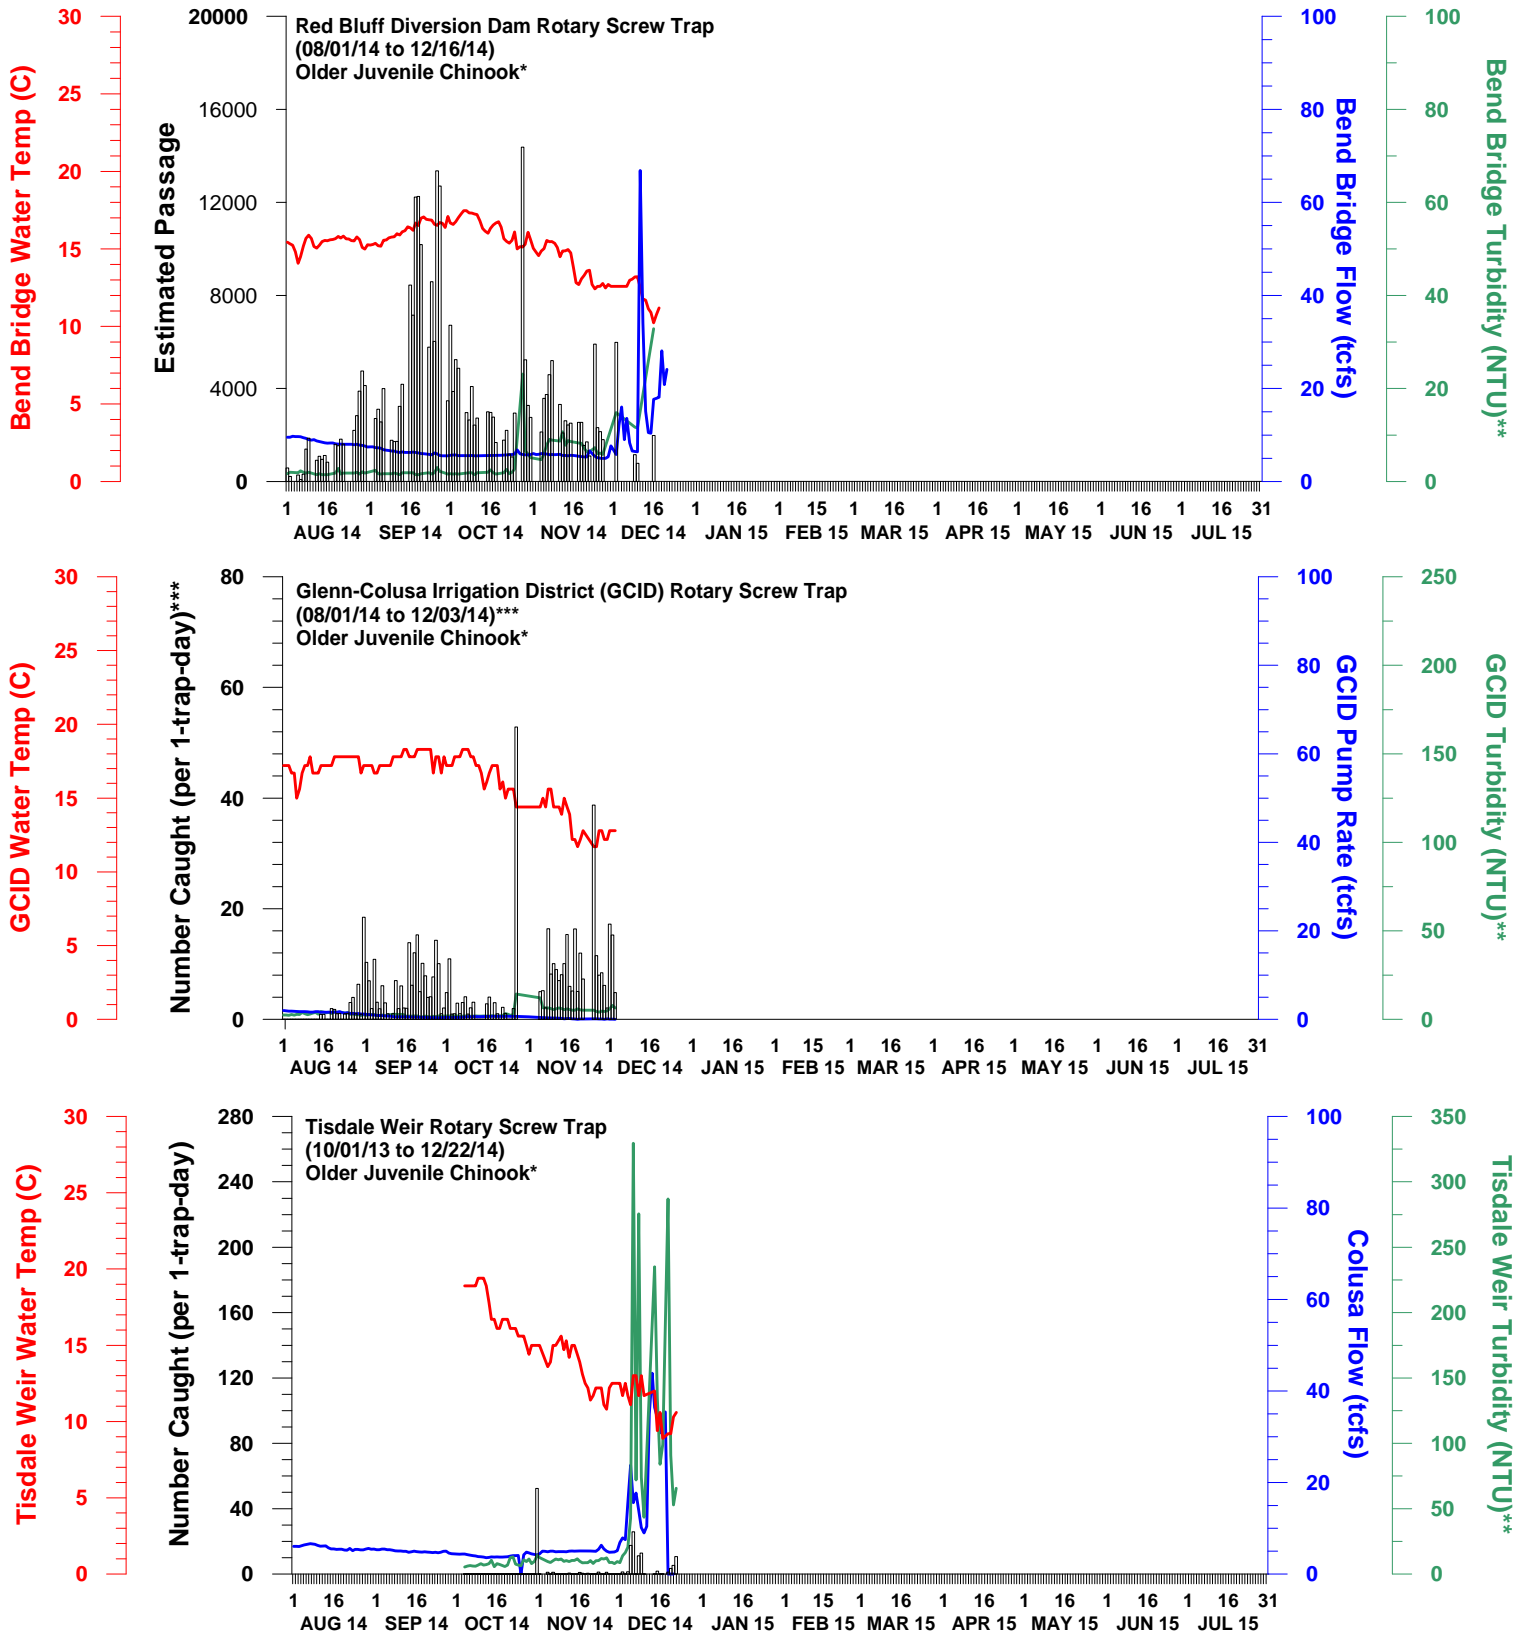 Red Bluff Diversion Dam Rotary Screw Trap
(08/01/14 to 12/16/14)
Older Juvenile Chinook*
Bend Bridge Water Temp (C)
30
25
20
15
10
5
0
Estimated Passage
20000
16000
12000
8000
4000
0
Bend Bridge Flow (tcfs)
100
80
60
40
20
0
Bend Bridge Turbidity (NTU)**
100
80
60
40
20
0
1 16 1 16 1 16 1 16 1 16 1 16 1 15 1 16 1 16 1 16 1 16 1 16 31
AUG 14 SEP 14 OCT 14 NOV 14 DEC 14 JAN 15 FEB 15 MAR 15 APR 15 MAY 15 JUN 15 JUL 15
Glenn-Colusa Irrigation District (GCID) Rotary Screw Trap
(08/01/14 to 12/03/14)***
Older Juvenile Chinook*
GCID Water Temp (C)
30
25
20
15
10
5
0
Number Caught (per 1-trap-day)***
80
60
40
20
0
GCID Pump Rate (tcfs)
100
80
60
40
20
0
GCID Turbidity (NTU)**
250
200
150
100
50
0
1 16 1 16 1 16 1 16 1 16 1 16 1 15 1 16 1 16 1 16 1 16 1 16 31
AUG 14 SEP 14 OCT 14 NOV 14 DEC 14 JAN 15 FEB 15 MAR 15 APR 15 MAY 15 JUN 15 JUL 15
Tisdale Weir Rotary Screw Trap
(10/01/13 to 12/22/14)
Older Juvenile Chinook*
Tisdale Weir Water Temp (C)
30
25
20
15
10
5
0
Number Caught (per 1-trap-day)
280
240
200
160
120
80
40
0
Colusa Flow (tcfs)
100
80
60
40
20
0
Tisdale Weir Turbidity (NTU)**
350
300
250
200
150
100
50
0
1 16 1 16 1 16 1 16 1 16 1 16 1 15 1 16 1 16 1 16 1 16 1 16 31
AUG 14 SEP 14 OCT 14 NOV 14 DEC 14 JAN 15 FEB 15 MAR 15 APR 15 MAY 15 JUN 15 JUL 15